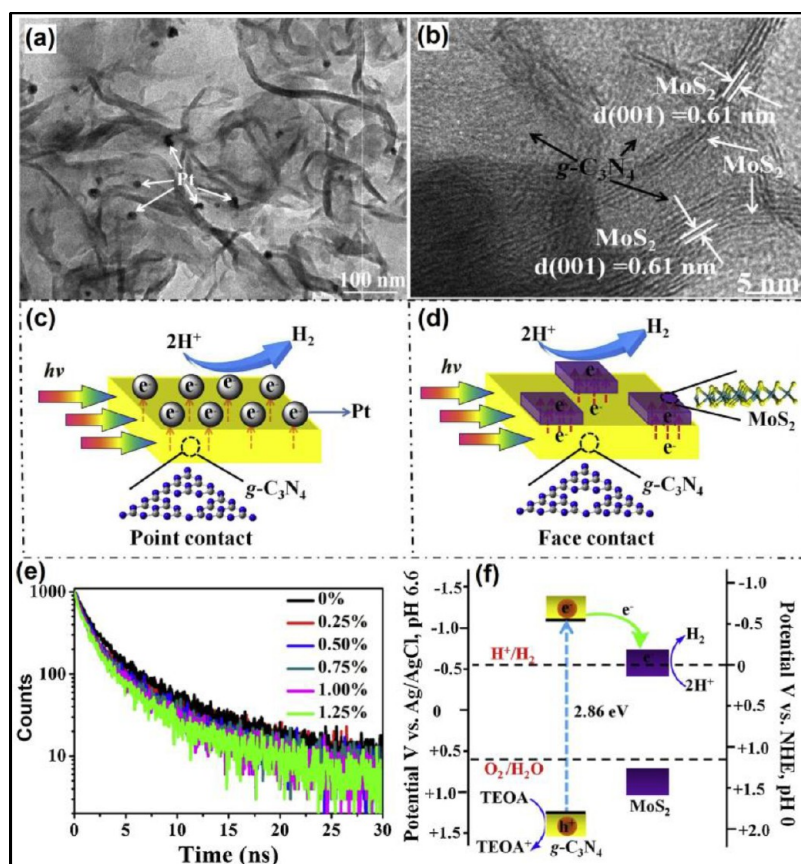 (a)
Pt
100 nm
(b)
MoS2
d(001) =0.61 nm
g-C3N4
MoS2
MoS2
d(001) =0.61 nm
5 nm
(c)
2H+
H2
hν
e-
e-
e-
e-
e-
e-
e-
e-
Pt
g-C3N4
Point contact
(d)
2H+
H2
hν
e-
e-
e-
e-
e-
e-
MoS2
g-C3N4
Face contact
(e)
1000
100
10
Counts
0%
0.25%
0.50%
0.75%
1.00%
1.25%
0
5
10
15
20
25
30
Time (ns)
(f)
Potential V vs. Ag/AgCl, pH 6.6
-1.5
-1.0
-0.5
0
+0.5
+1.0
+1.5
e-
e-
H+/H2
e-
H2
2H+
2.86 eV
O2/H2O
TEOA
TEOA+
h+
g-C3N4
MoS2
-1.0
-0.5
0
+0.5
+1.0
+1.5
+2.0
Potential V vs. NHE, pH 0